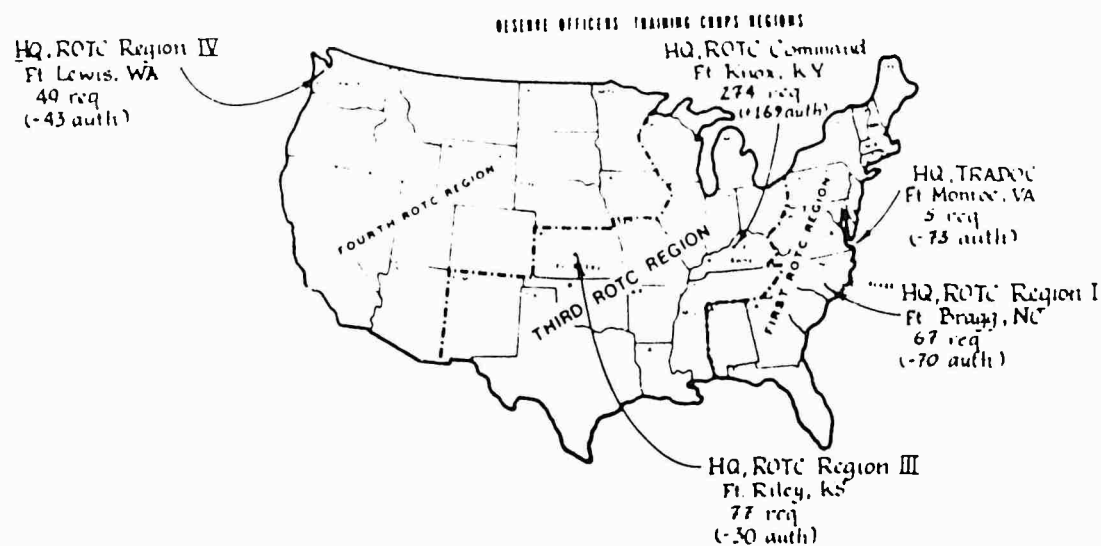 RESERVE OFFICERS TRAINING CORPS REGIONS
HQ, ROTC Region IV
Ft Lewis, WA
49 req
(-43 auth)
HQ, ROTC Command
Ft Knox, KY
274 req
(+169 auth)
HQ, TRADOC
Ft Monroe, VA
5 req
(-73 auth)
HQ, ROTC Region I
Ft Bragg, NC
67 req
(-70 auth)
FOURTH ROTC REGION
THIRD ROTC REGION
FIRST ROTC REGION
HQ, ROTC Region III
Ft. Riley, KS
77 req
(-30 auth)